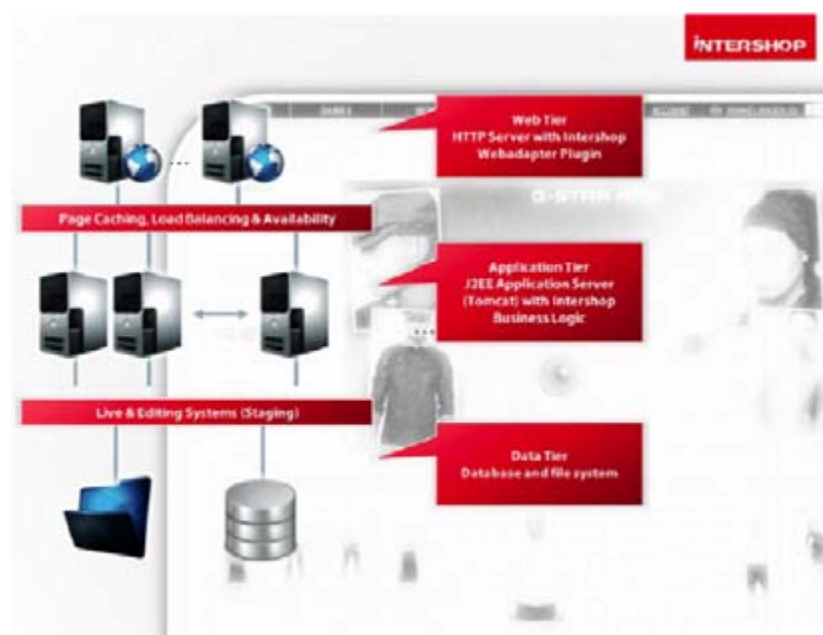 INTERSHOP
Web Tier
HTTP Server with Intershop
Webadapter Plugin
Page Caching, Load Balancing & Availability
Application Tier
J2EE Application Server
(Tomcat) with Intershop
Business Logic
...
Live & Editing Systems (Staging)
Data Tier
Database and file system